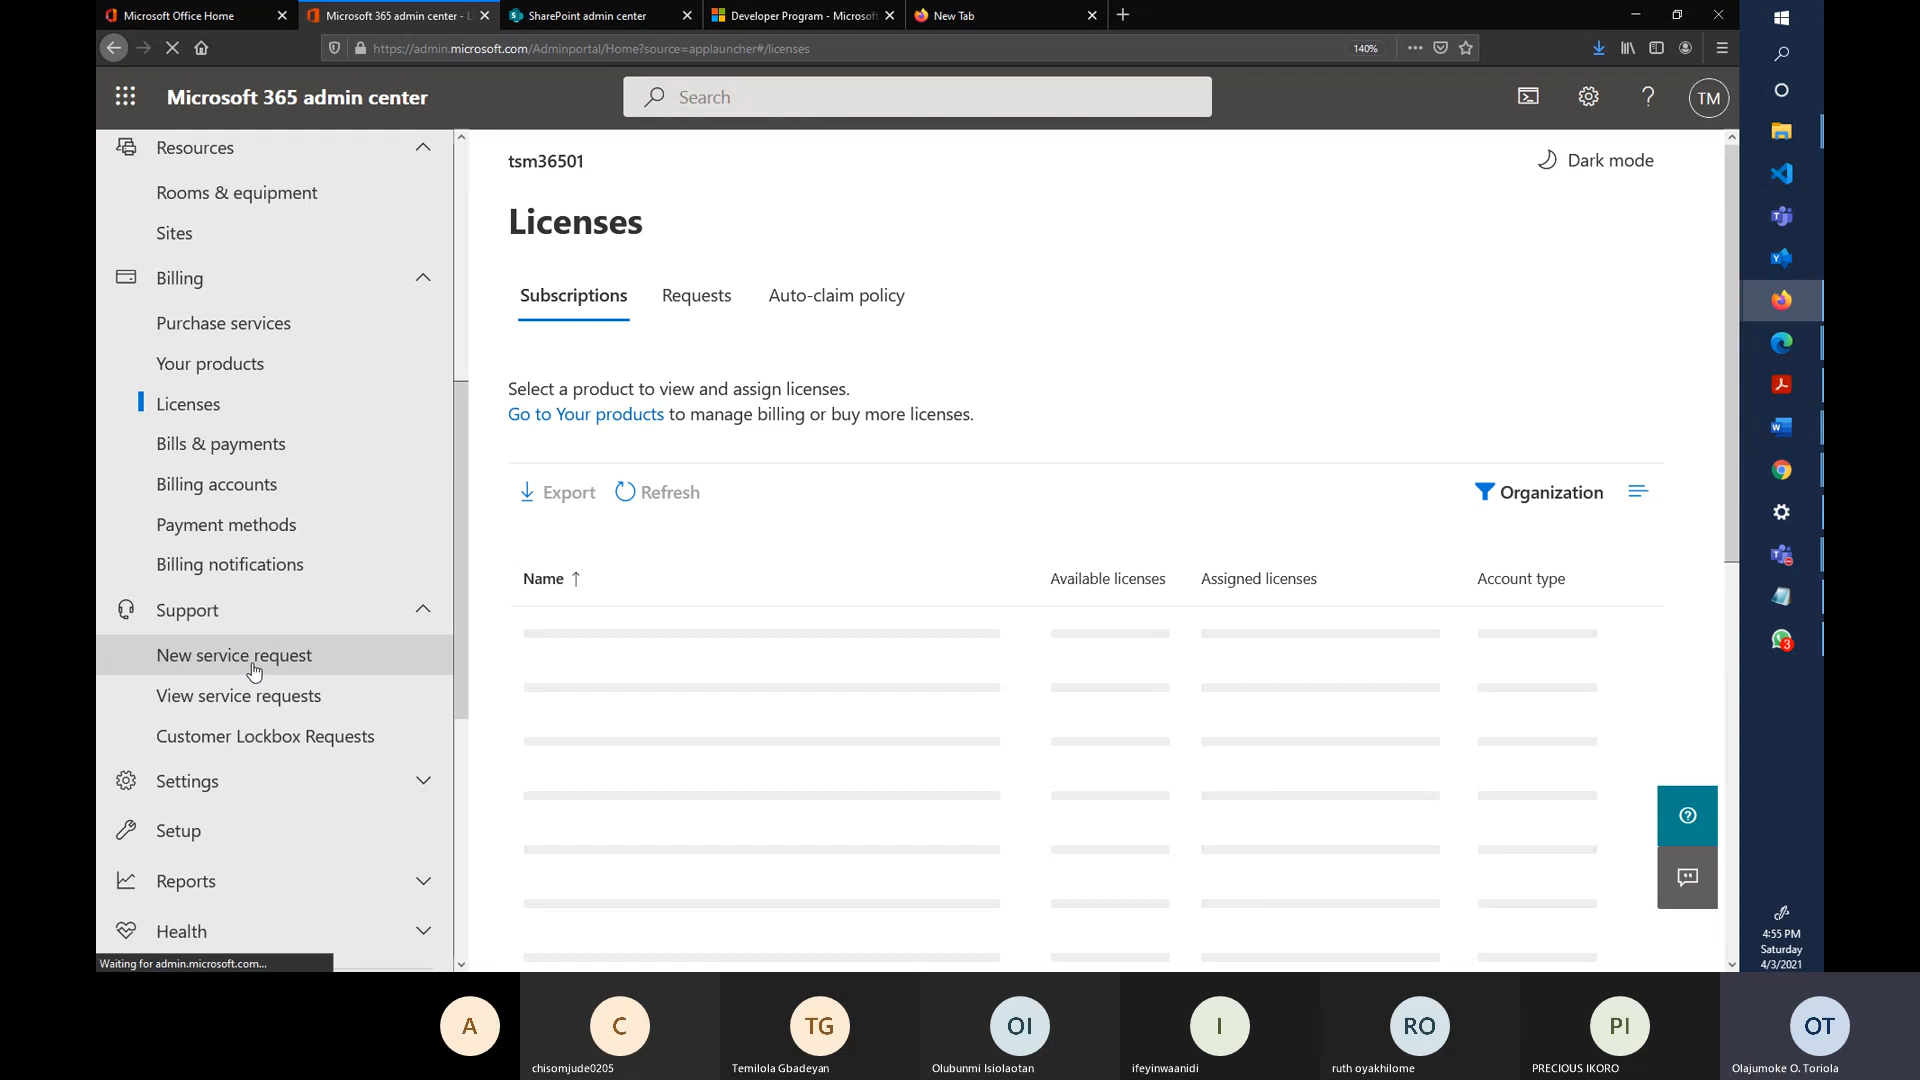 Microsoft Office Home
Microsoft 365 admin center - L
SharePoint admin center
Developer Program - Microsoft
New Tab
https://admin.microsoft.com/Adminportal/Home?source=applauncher#/licenses
140%
Microsoft 365 admin center
Search
TM
Resources
Rooms & equipment
Sites
Billing
Purchase services
Your products
Licenses
Bills & payments
Billing accounts
Payment methods
Billing notifications
Support
New service request
View service requests
Customer Lockbox Requests
Settings
Setup
Reports
Health
Waiting for admin.microsoft.com...
tsm36501
Dark mode
Licenses
Subscriptions
Requests
Auto-claim policy
Select a product to view and assign licenses.
Go to Your products to manage billing or buy more licenses.
Export
Refresh
Organization
Name ↑
Available licenses
Assigned licenses
Account type
3
4:55 PM
Saturday
4/3/2021
A
C
chisomjude0205
TG
Temilola Gbadeyan
OI
Olubunmi Isiolaotan
I
ifeyinwaanidi
RO
ruth oyakhilome
PI
PRECIOUS IKORO
OT
Olajumoke O. Toriola